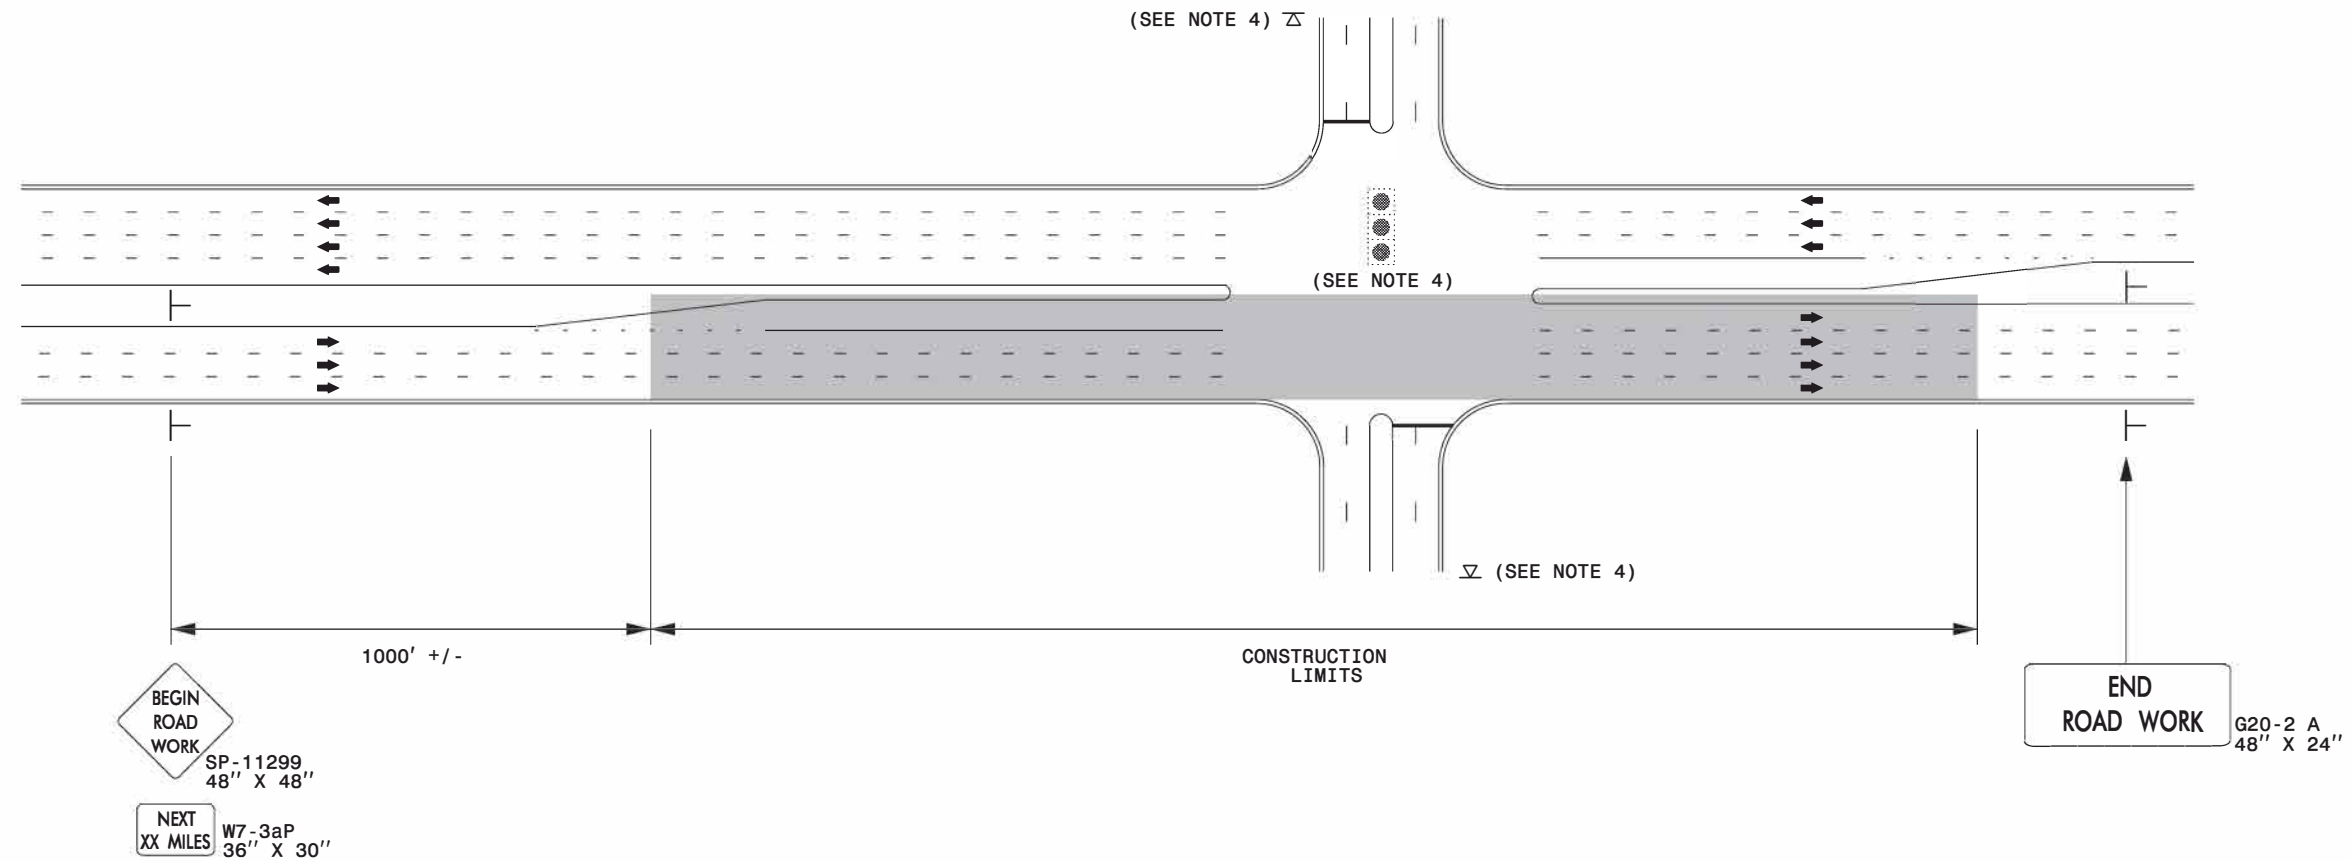 (SEE NOTE 4)
(SEE NOTE 4)
(SEE NOTE 4)
1000' +/-
CONSTRUCTION
LIMITS
BEGIN
ROAD
WORK
SP-11299
48'' X 48''
NEXT
XX MILES
W7-3aP
36'' X 30''
END
ROAD WORK
G20-2 A
48'' X 24''